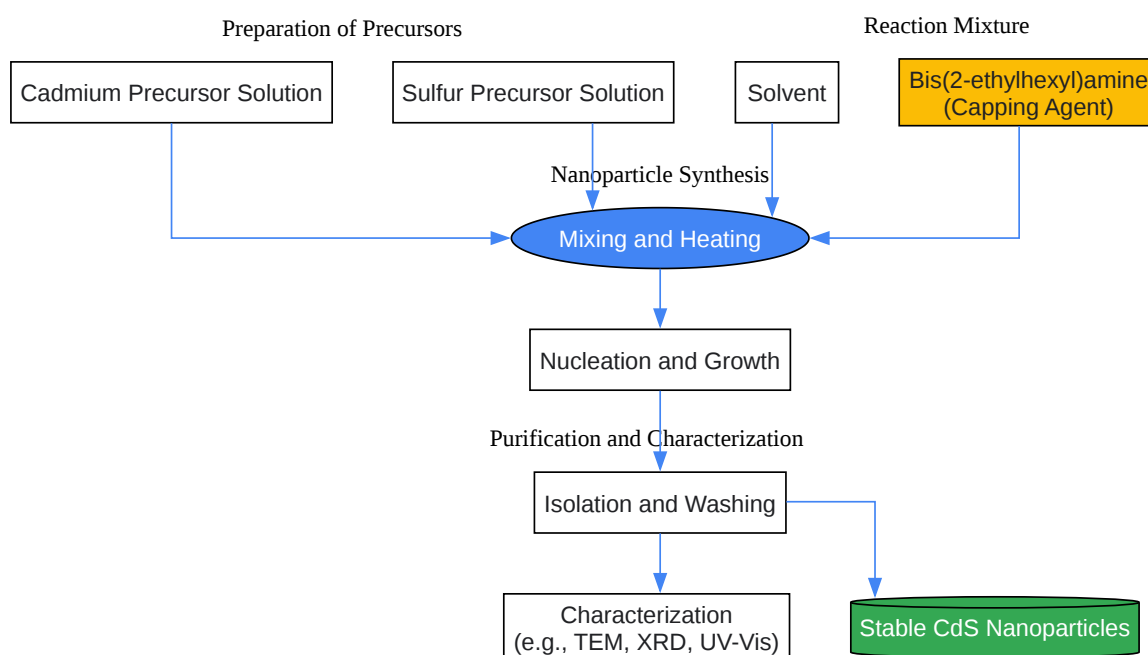 Preparation of Precursors
Reaction Mixture
Cadmium Precursor Solution
Sulfur Precursor Solution
Solvent
Bis(2-ethylhexyl)amine
(Capping Agent)
Nanoparticle Synthesis
Mixing and Heating
Nucleation and Growth
Purification and Characterization
Isolation and Washing
Characterization
(e.g., TEM, XRD, UV-Vis)
Stable CdS Nanoparticles